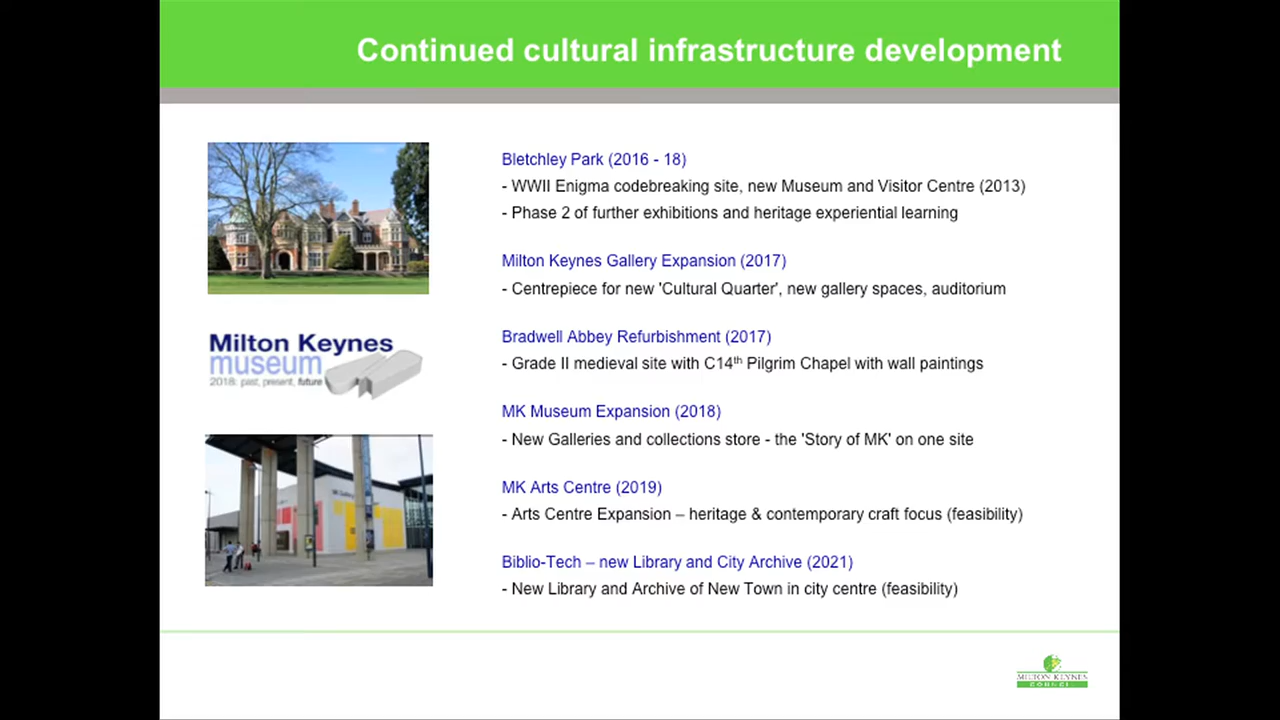 Continued cultural infrastructure development
Bletchley Park (2016 - 18)
- WWII Enigma codebreaking site, new Museum and Visitor Centre (2013)
- Phase 2 of further exhibitions and heritage experiential learning
Milton Keynes Gallery Expansion (2017)
- Centrepiece for new 'Cultural Quarter', new gallery spaces, auditorium
Bradwell Abbey Refurbishment (2017)
- Grade II medieval site with C14th Pilgrim Chapel with wall paintings
MK Museum Expansion (2018)
- New Galleries and collections store - the 'Story of MK' on one site
MK Arts Centre (2019)
- Arts Centre Expansion – heritage & contemporary craft focus (feasibility)
Biblio-Tech – new Library and City Archive (2021)
- New Library and Archive of New Town in city centre (feasibility)
Milton Keynes
museum
2018: past, present, future
MILTON KEYNES
COUNCIL